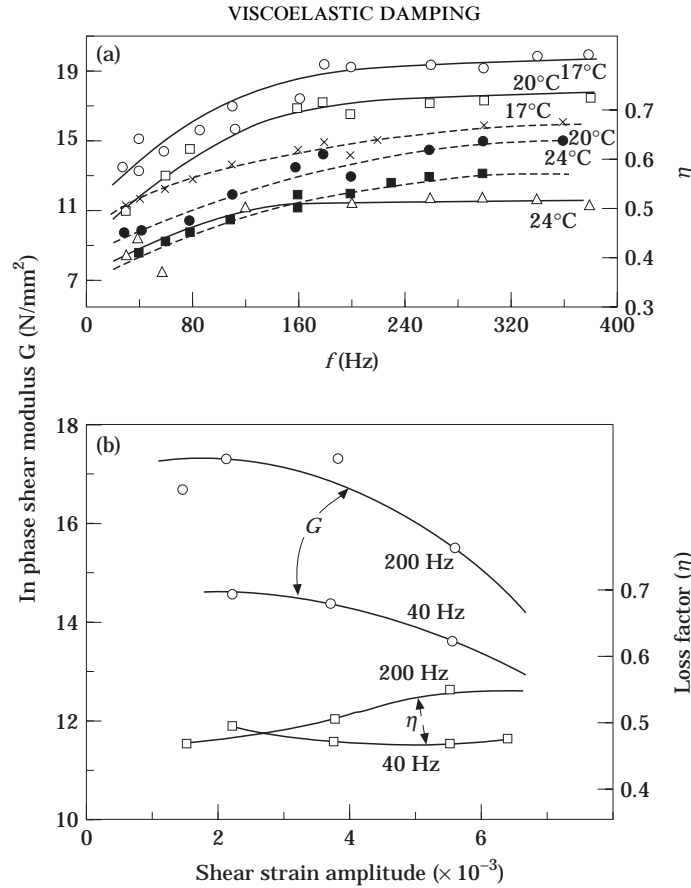 VISCOELASTIC DAMPING
(a)
19
15
11
7
17°C
20°C
17°C
20°C
24°C
24°C
0.7
0.6
0.5
0.4
0.3
η
0
80
160
240
320
400
f (Hz)
In phase shear modulus G (N/mm²)
(b)
18
16
14
12
10
G
200 Hz
40 Hz
200 Hz
η
40 Hz
0.7
0.6
0.5
0.4
Loss factor (η)
0
2
4
6
Shear strain amplitude (× 10⁻³)